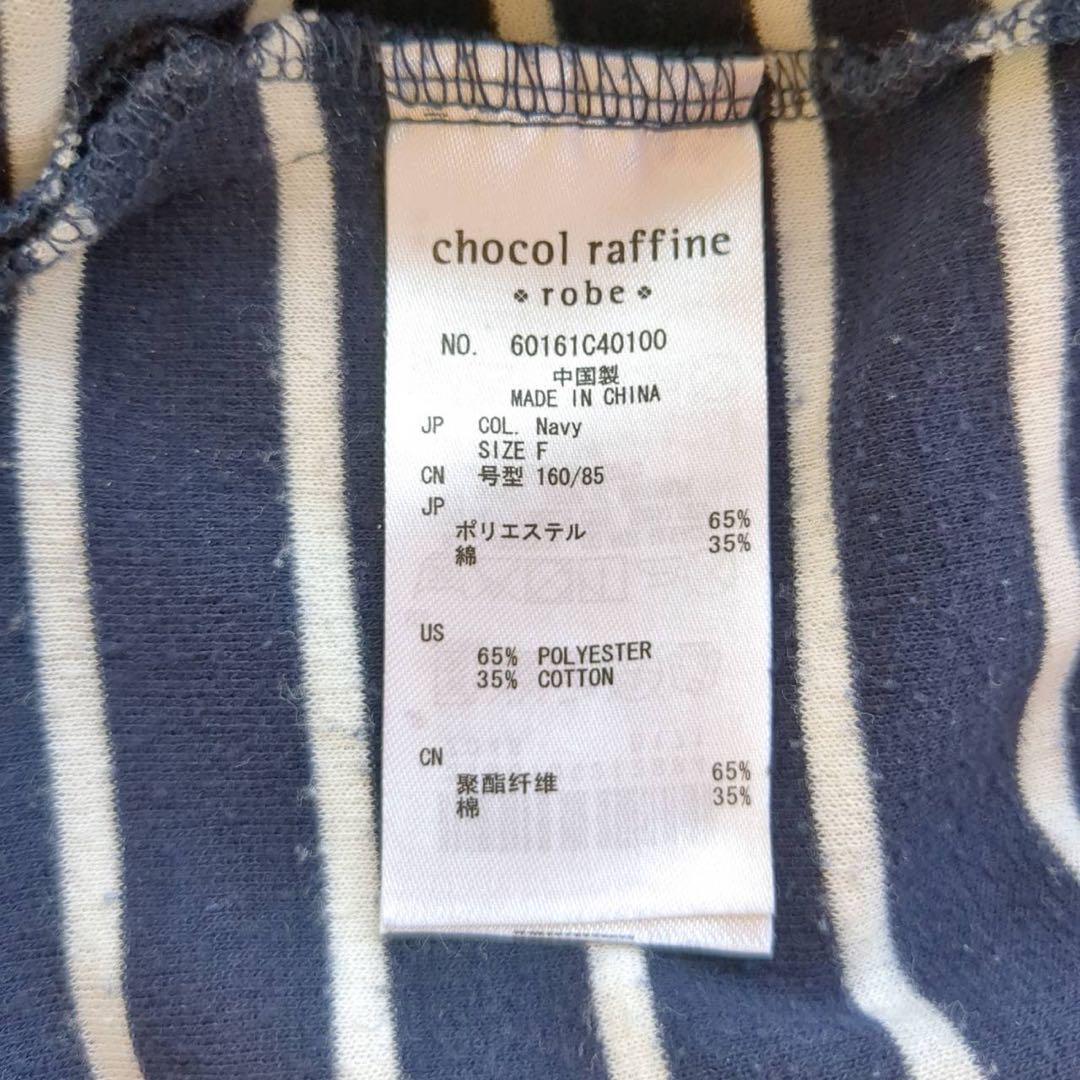 chocol raffine
robe
NO. 60161C40100
中国製
MADE IN CHINA
JP COL. Navy
SIZE F
CN 号型 160/85
JP
ポリエステル 65%
綿 35%
US
65% POLYESTER
35% COTTON
CN
聚酯纤维 65%
棉 35%